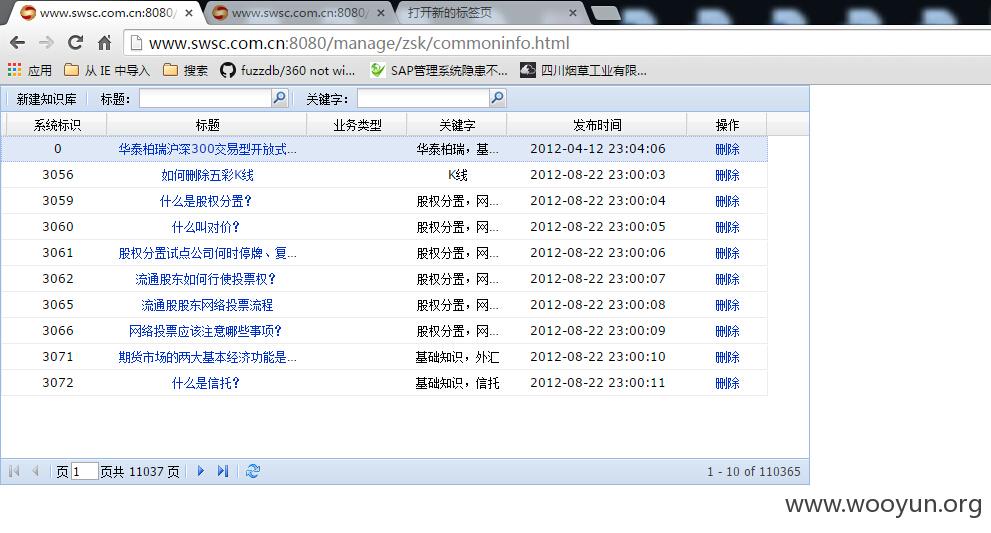 www.swsc.com.cn:8080/ www.swsc.com.cn:8080/ 打开新的标签页
www.swsc.com.cn:8080/manage/zsk/commoninfo.html
应用 从 IE 中导入 搜索 fuzzdb/360 not wi... SAP管理系统隐患不... 四川烟草工业有限...
新建知识库 标题: 关键字:
系统标识 标题 业务类型 关键字 发布时间 操作
0 华泰柏瑞沪深300交易型开放式... 华泰柏瑞，基... 2012-04-12 23:04:06 删除
3056 如何删除五彩K线 K线 2012-08-22 23:00:03 删除
3059 什么是股权分置？ 股权分置，网... 2012-08-22 23:00:04 删除
3060 什么叫对价？ 股权分置，网... 2012-08-22 23:00:05 删除
3061 股权分置试点公司何时停牌、复... 股权分置，网... 2012-08-22 23:00:06 删除
3062 流通股东如何行使投票权？ 股权分置，网... 2012-08-22 23:00:07 删除
3065 流通股股东网络投票流程 股权分置，网... 2012-08-22 23:00:08 删除
3066 网络投票应该注意哪些事项？ 股权分置，网... 2012-08-22 23:00:09 删除
3071 期货市场的两大基本经济功能是... 基础知识，外汇 2012-08-22 23:00:10 删除
3072 什么是信托？ 基础知识，信托 2012-08-22 23:00:11 删除
页 1 页共 11037 页 1 - 10 of 110365
www.wooyun.org